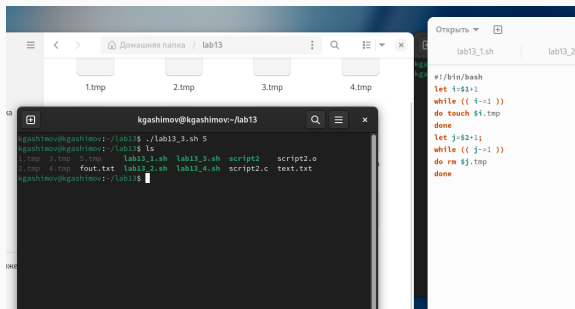 Домашняя папка / lab13
1.tmp 2.tmp 3.tmp 4.tmp
kgashimov@kgashimov:~/lab13
kgashimov@kgashimov:~/lab13$ ./lab13_3.sh 5
kgashimov@kgashimov:~/lab13$ ls
1.tmp 3.tmp 5.tmp lab13_1.sh lab13_3.sh script2 script2.o
2.tmp 4.tmp fout.txt lab13_2.sh lab13_4.sh script2.c text.txt
kgashimov@kgashimov:~/lab13$
kga
kga
Открыть
lab13_1.sh lab13_2
#!/bin/bash
let i=$1+1
while (( i-=1 ))
do touch $i.tmp
done
let j=$2+1;
while (( j-=1 ))
do rm $j.tmp
done